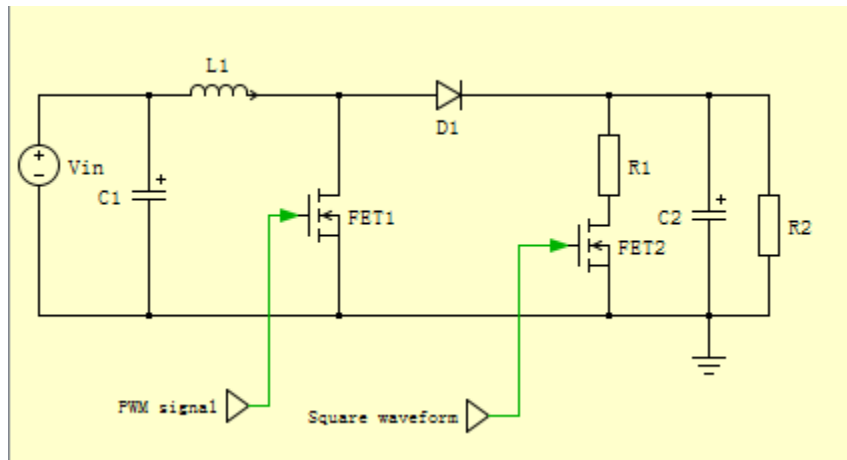 L1
D1
Vin
C1
FET1
R1
C2
FET2
R2
PWM signal
Square waveform